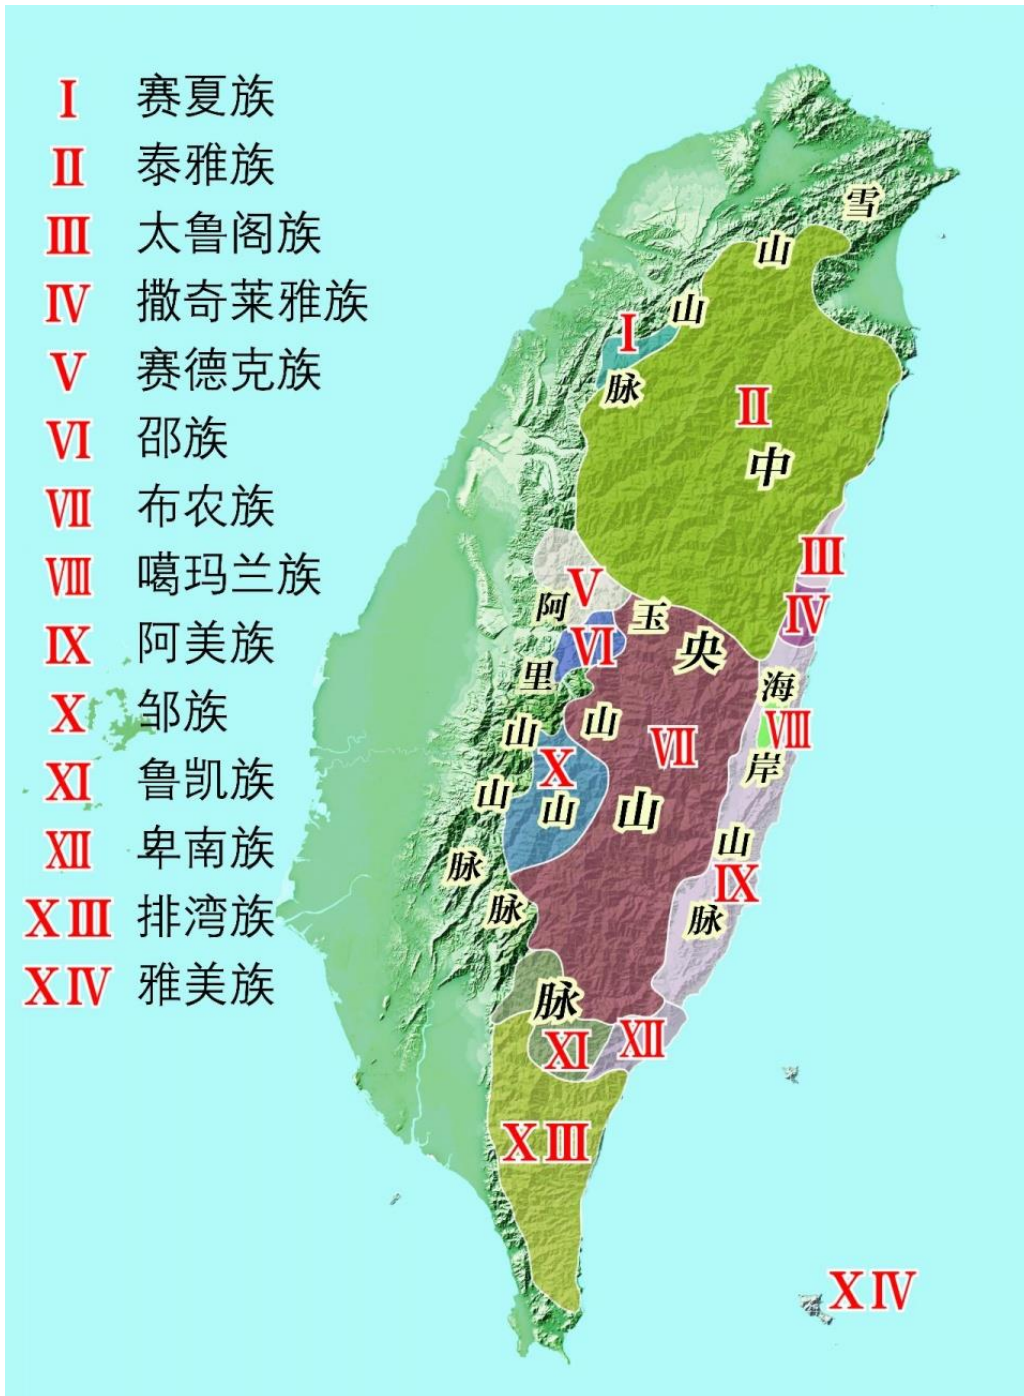 I 赛夏族
II 泰雅族
III 太鲁阁族
IV 撒奇莱雅族
V 赛德克族
VI 邵族
VII 布农族
VIII 噶玛兰族
IX 阿美族
X 邹族
XI 鲁凯族
XII 卑南族
XIII 排湾族
XIV 雅美族
雪山山脉
中央山脉
玉山山脉
阿里山山脉
海岸山脉
I
II
III
IV
V
VI
VII
VIII
IX
X
XI
XII
XIII
XIV